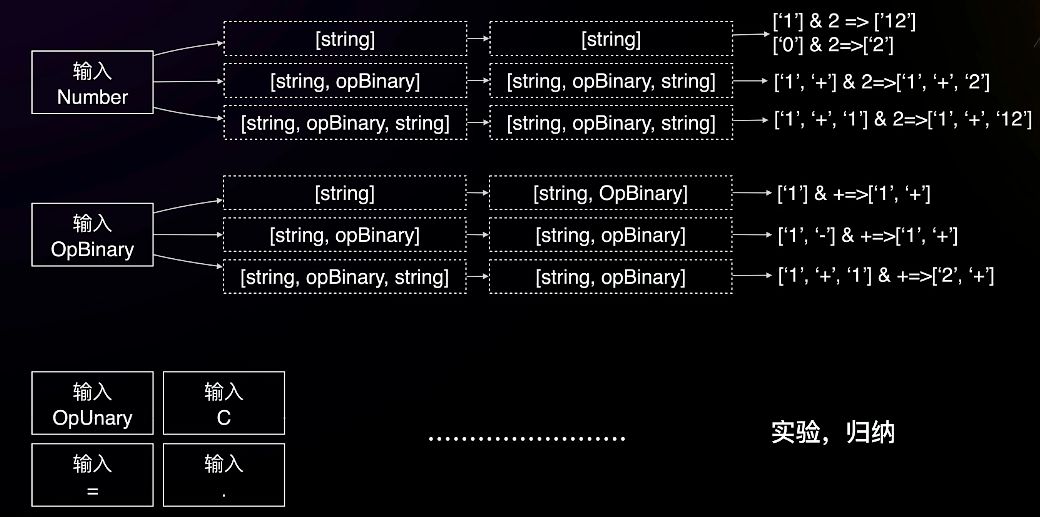 输入
Number
[string]
[string]
[‘1’] & 2 => [’12’]
[‘0’] & 2=>[‘2’]
[string, opBinary]
[string, opBinary, string]
[‘1’, ‘+’] & 2=>[‘1’, ‘+’, ‘2’]
[string, opBinary, string]
[string, opBinary, string]
[‘1’, ‘+’, ‘1’] & 2=>[‘1’, ‘+’, ‘12’]
输入
OpBinary
[string]
[string, OpBinary]
[‘1’] & +=>[‘1’, ‘+’]
[string, opBinary]
[string, opBinary]
[‘1’, ‘-’] & +=>[‘1’, ‘+’]
[string, opBinary, string]
[string, opBinary]
[‘1’, ‘+’, ‘1’] & +=>[‘2’, ‘+’]
输入
OpUnary
输入
C
输入
=
输入
.
........................
实验，归纳